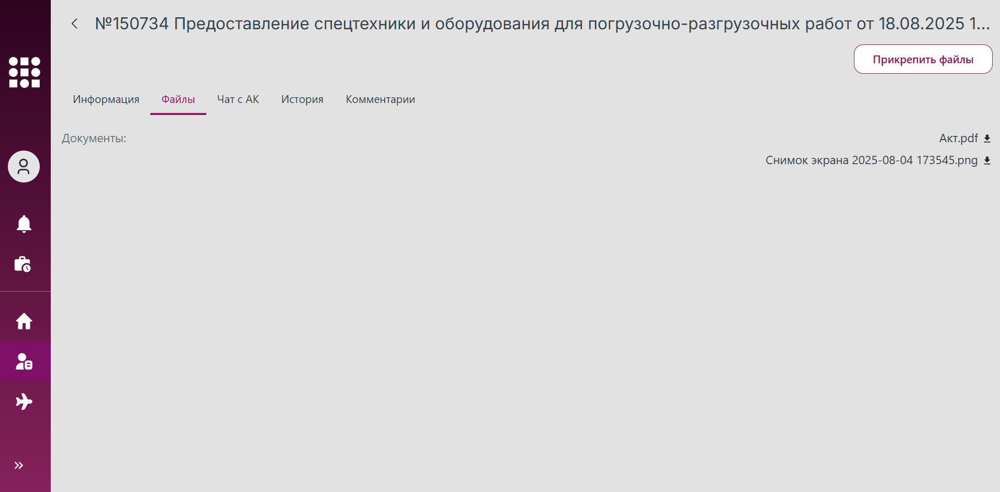 №150734 Предоставление спецтехники и оборудования для погрузочно-разгрузочных работ от 18.08.2025 1...
Прикрепить файлы
Информация Файлы Чат с АК История Комментарии
Документы: Акт.pdf
Снимок экрана 2025-08-04 173545.png